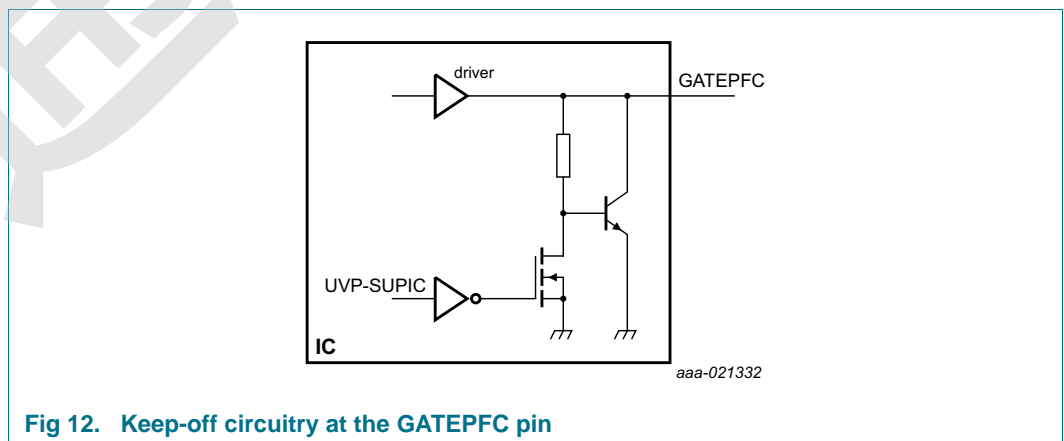 driver
GATEPFC
UVP-SUPIC
IC
aaa-021332
Fig 12. Keep-off circuitry at the GATEPFC pin